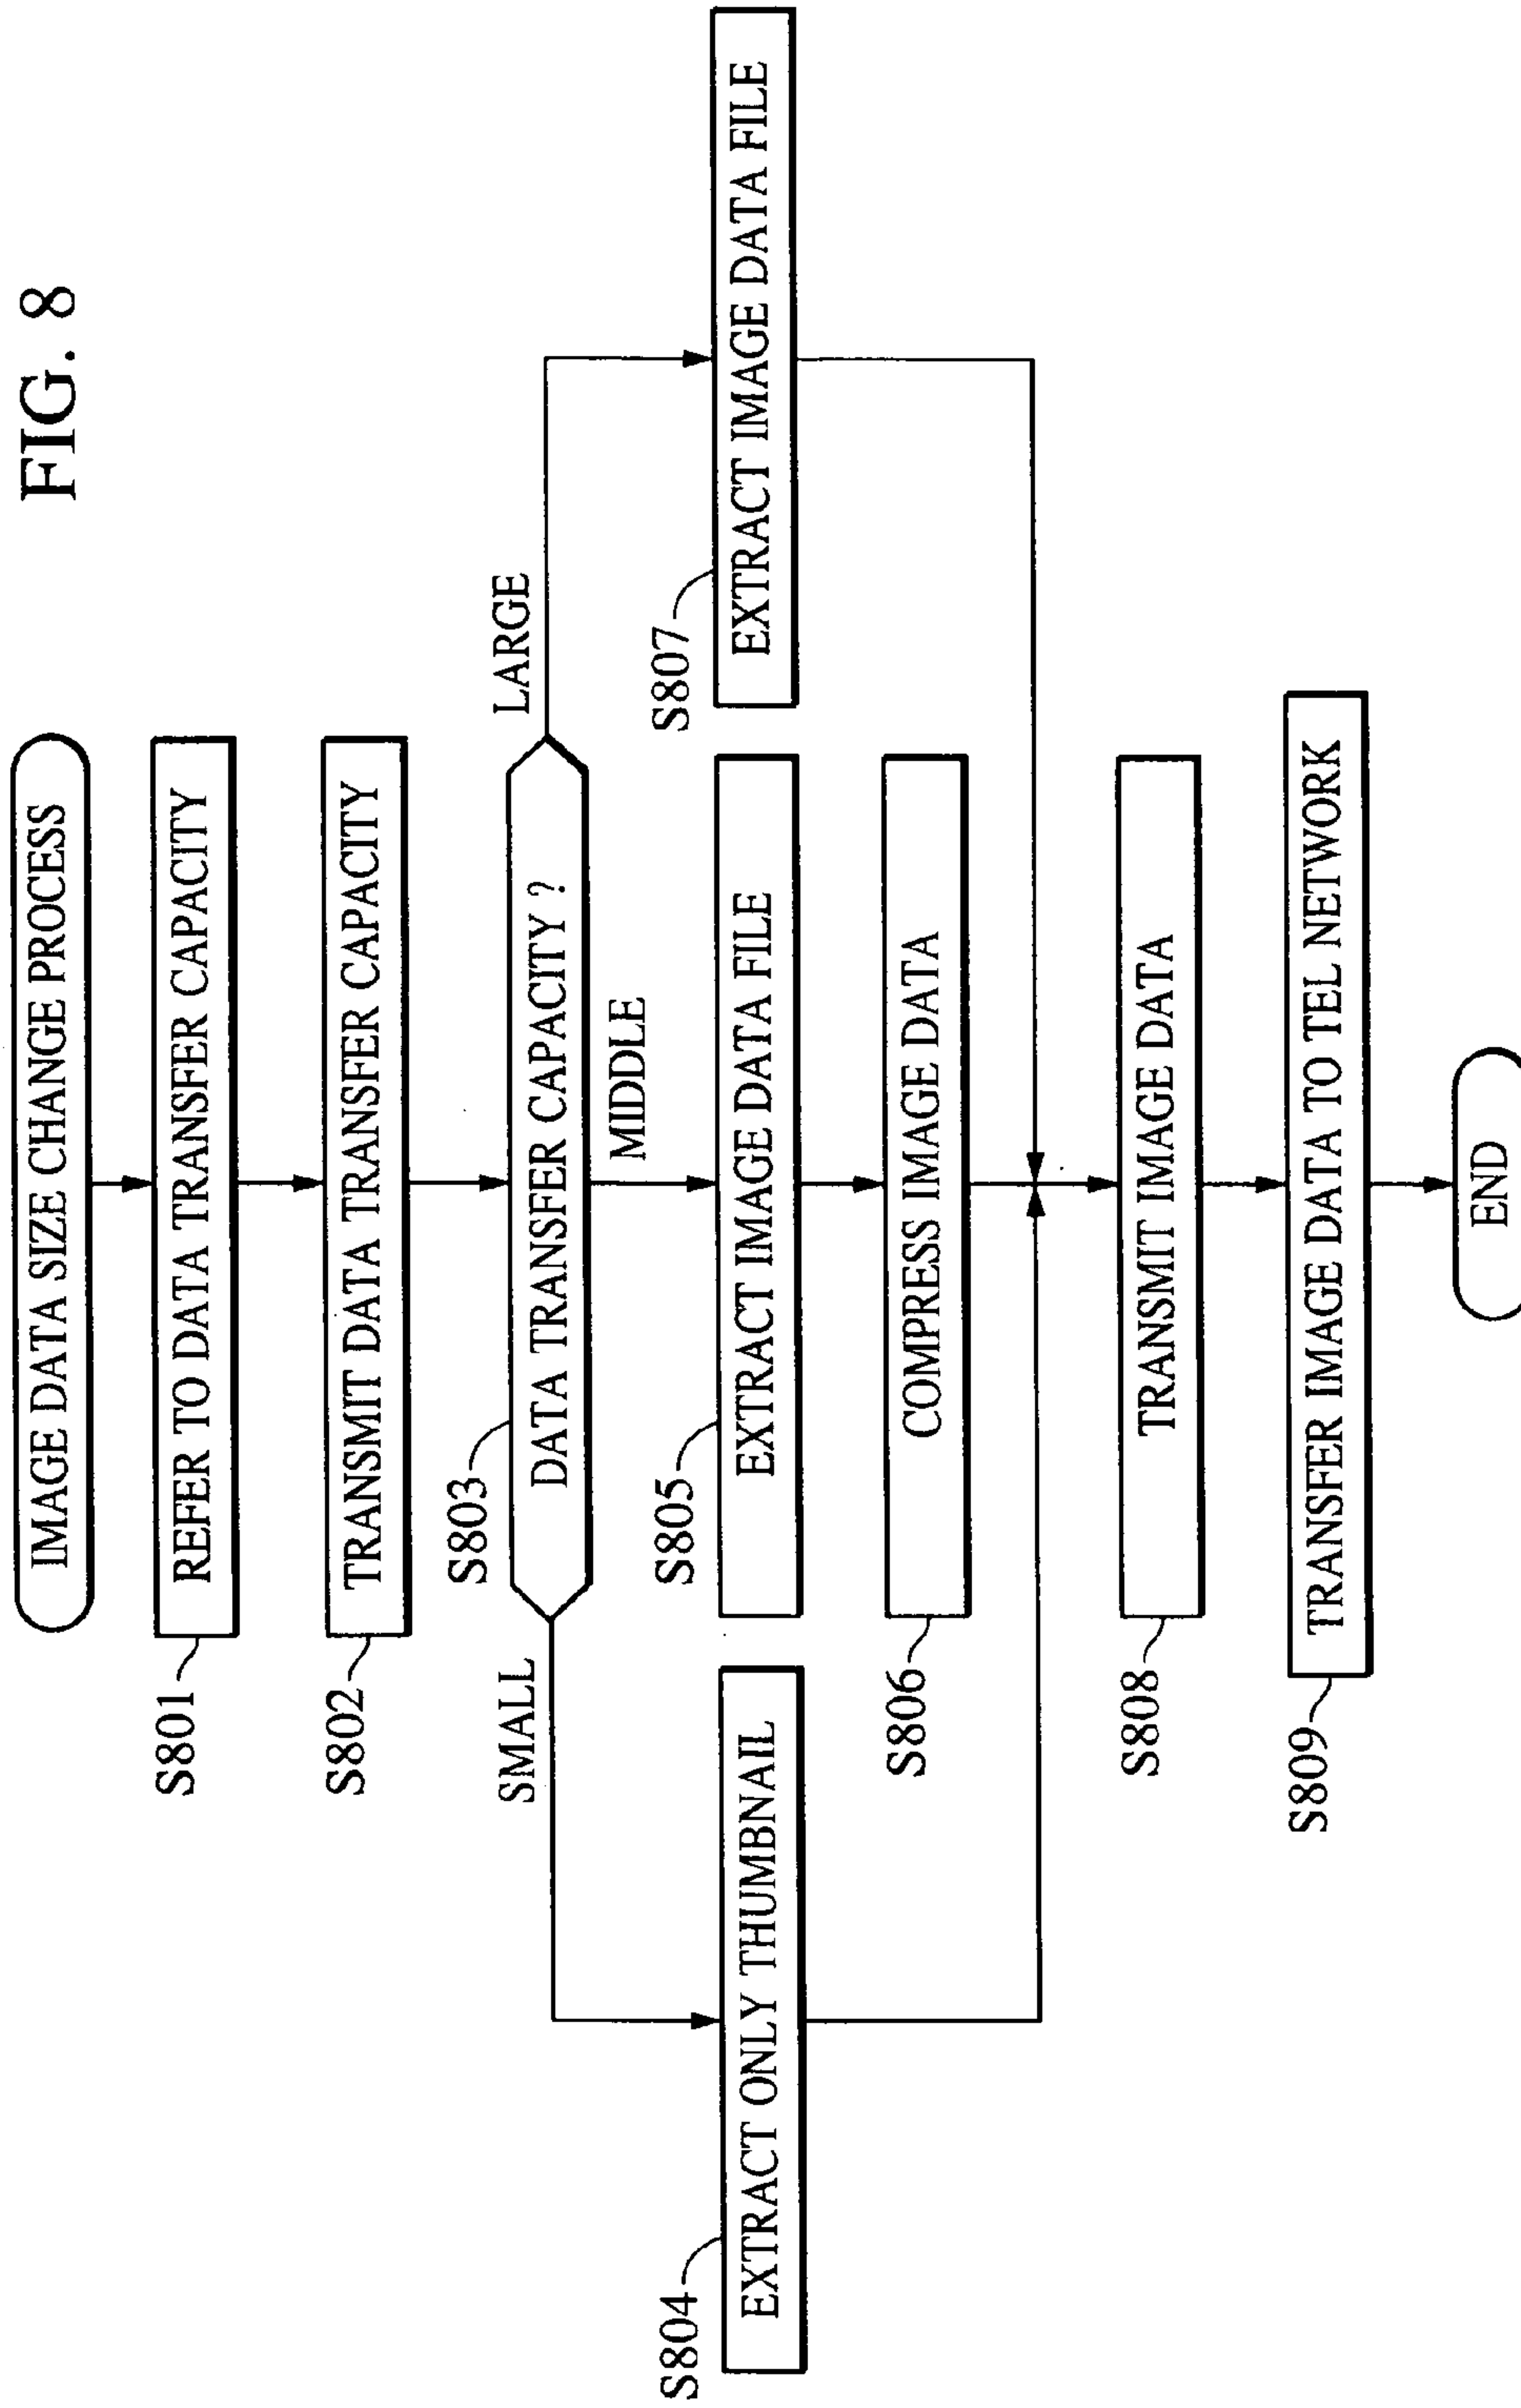 FIG. 8
IMAGE DATA SIZE CHANGE PROCESS
S801
REFER TO DATA TRANSFER CAPACITY
S802
TRANSMIT DATA TRANSFER CAPACITY
S803
DATA TRANSFER CAPACITY ?
SMALL
MIDDLE
LARGE
S804
EXTRACT ONLY THUMBNAIL
S805
EXTRACT IMAGE DATA FILE
S807
EXTRACT IMAGE DATA FILE
S806
COMPRESS IMAGE DATA
S808
TRANSMIT IMAGE DATA
S809
TRANSFER IMAGE DATA TO TEL NETWORK
END